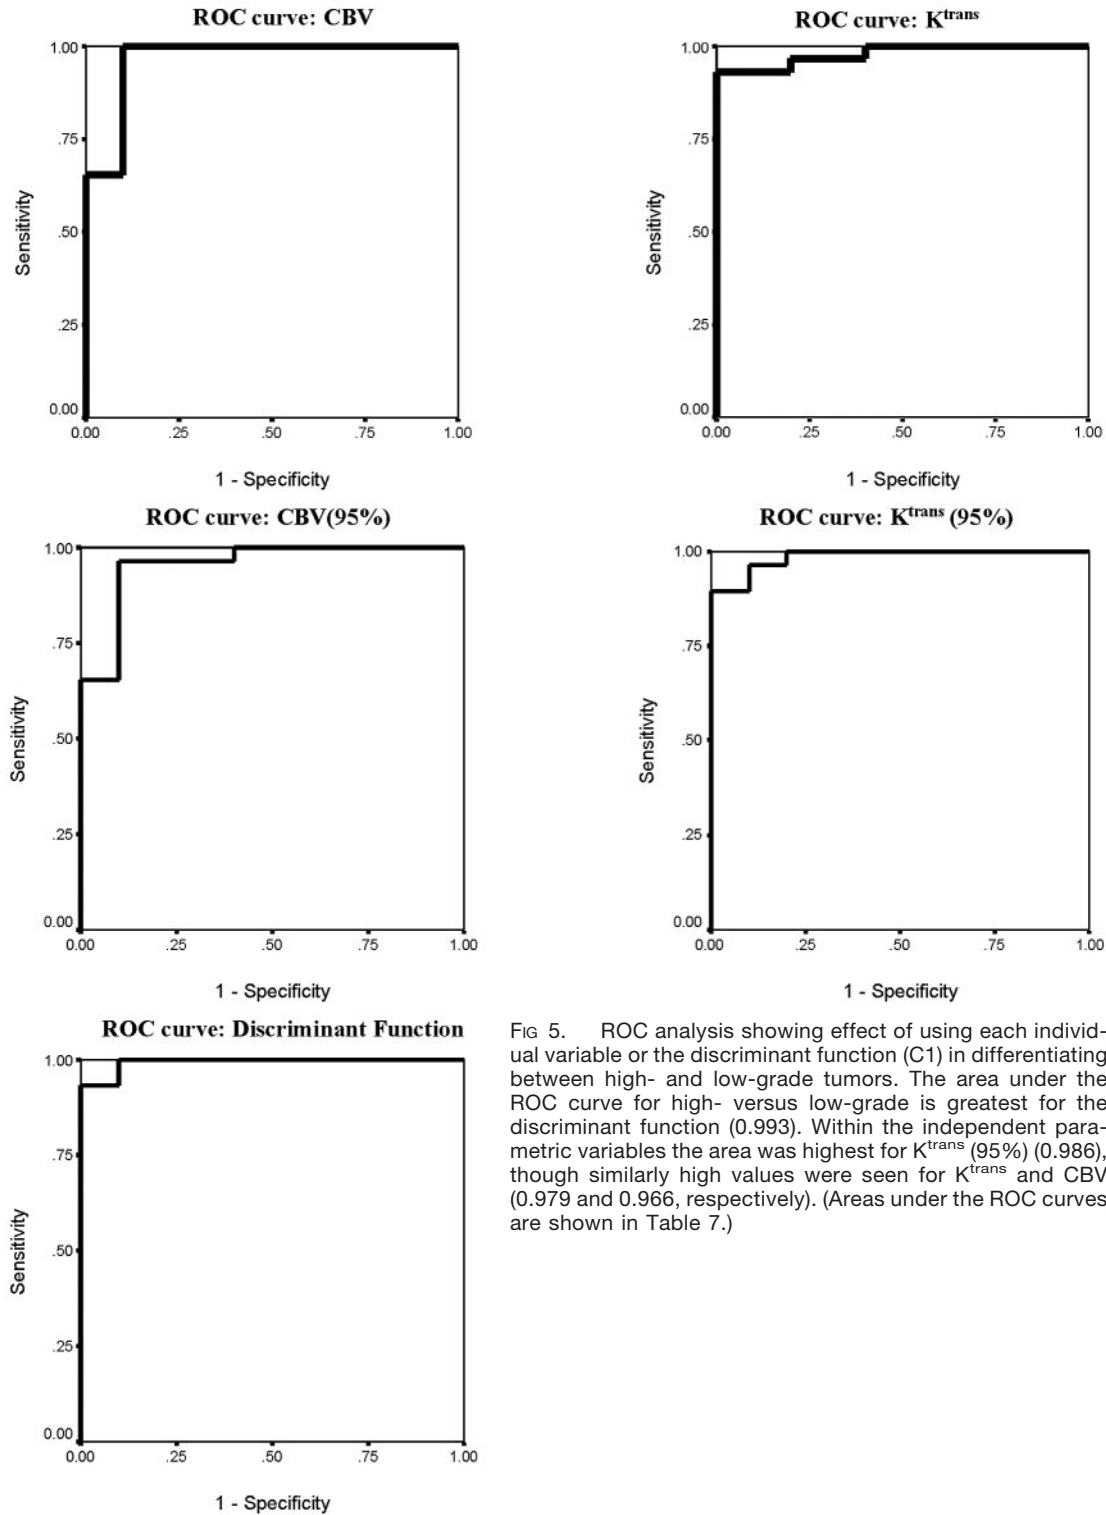 ROC curve: CBV
1.00
.75
.50
.25
0.00
Sensitivity
0.00 .25 .50 .75 1.00
1 - Specificity
ROC curve: K^trans
1.00
.75
.50
.25
0.00
Sensitivity
0.00 .25 .50 .75 1.00
1 - Specificity
ROC curve: CBV(95%)
1.00
.75
.50
.25
0.00
Sensitivity
0.00 .25 .50 .75 1.00
1 - Specificity
ROC curve: K^trans (95%)
1.00
.75
.50
.25
0.00
Sensitivity
0.00 .25 .50 .75 1.00
1 - Specificity
ROC curve: Discriminant Function
1.00
.75
.50
.25
0.00
Sensitivity
0.00 .25 .50 .75 1.00
1 - Specificity
FIG 5. ROC analysis showing effect of using each individ-
ual variable or the discriminant function (C1) in differentiating
between high- and low-grade tumors. The area under the
ROC curve for high- versus low-grade is greatest for the
discriminant function (0.993). Within the independent para-
metric variables the area was highest for K^trans (95%) (0.986),
though similarly high values were seen for K^trans and CBV
(0.979 and 0.966, respectively). (Areas under the ROC curves
are shown in Table 7.)